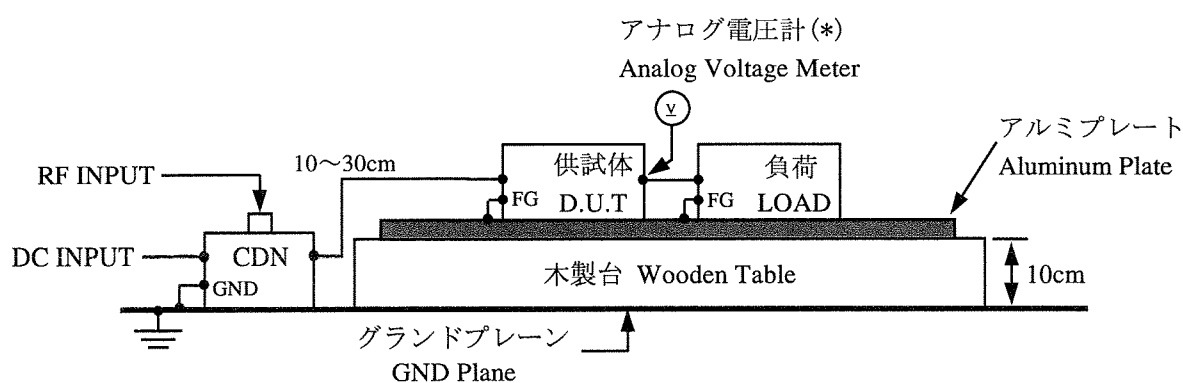 アナログ電圧計(*)
Analog Voltage Meter
V
アルミプレート
Aluminum Plate
RF INPUT
10～30cm
供試体
FG
D.U.T
負荷
FG
LOAD
DC INPUT
CDN
GND
木製台 Wooden Table
10cm
グランドプレーン
GND Plane